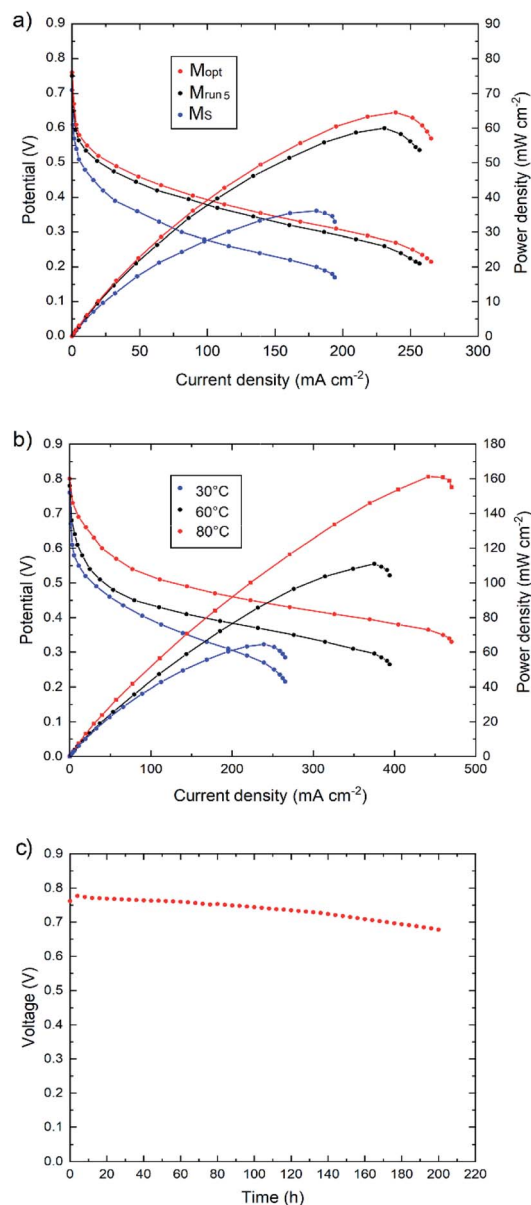 a)
0.9
0.8
0.7
0.6
0.5
0.4
0.3
0.2
0.1
0.0
Potential (V)
Mopt
Mrun 5
MS
90
80
70
60
50
40
30
20
10
0
Power density (mW cm-2)
0 50 100 150 200 250 300
Current density (mA cm-2)
b)
0.9
0.8
0.7
0.6
0.5
0.4
0.3
0.2
0.1
0.0
Potential (V)
30°C
60°C
80°C
180
160
140
120
100
80
60
40
20
0
Power density (mW cm-2)
0 100 200 300 400 500
Current density (mA cm-2)
c)
0.9
0.8
0.7
0.6
0.5
0.4
0.3
0.2
0.1
0.0
Voltage (V)
0 20 40 60 80 100 120 140 160 180 200 220
Time (h)